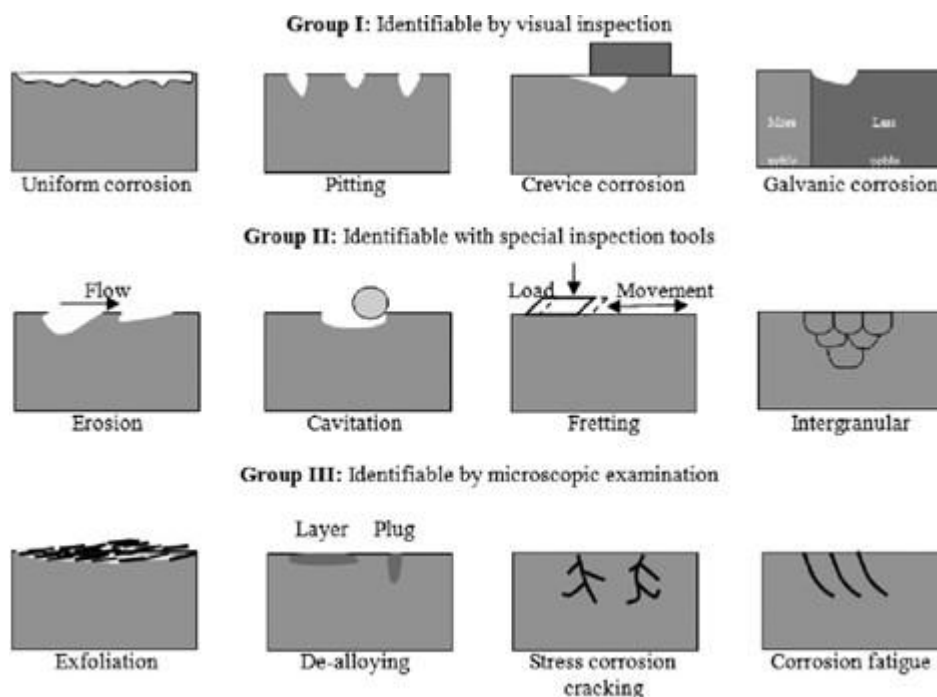 Group I: Identifiable by visual inspection
More Less
noble noble
Uniform corrosion Pitting Crevice corrosion Galvanic corrosion
Group II: Identifiable with special inspection tools
Flow Load Movement
Erosion Cavitation Fretting Intergranular
Group III: Identifiable by microscopic examination
Layer Plug
Exfoliation De-alloying Stress corrosion Corrosion fatigue
cracking